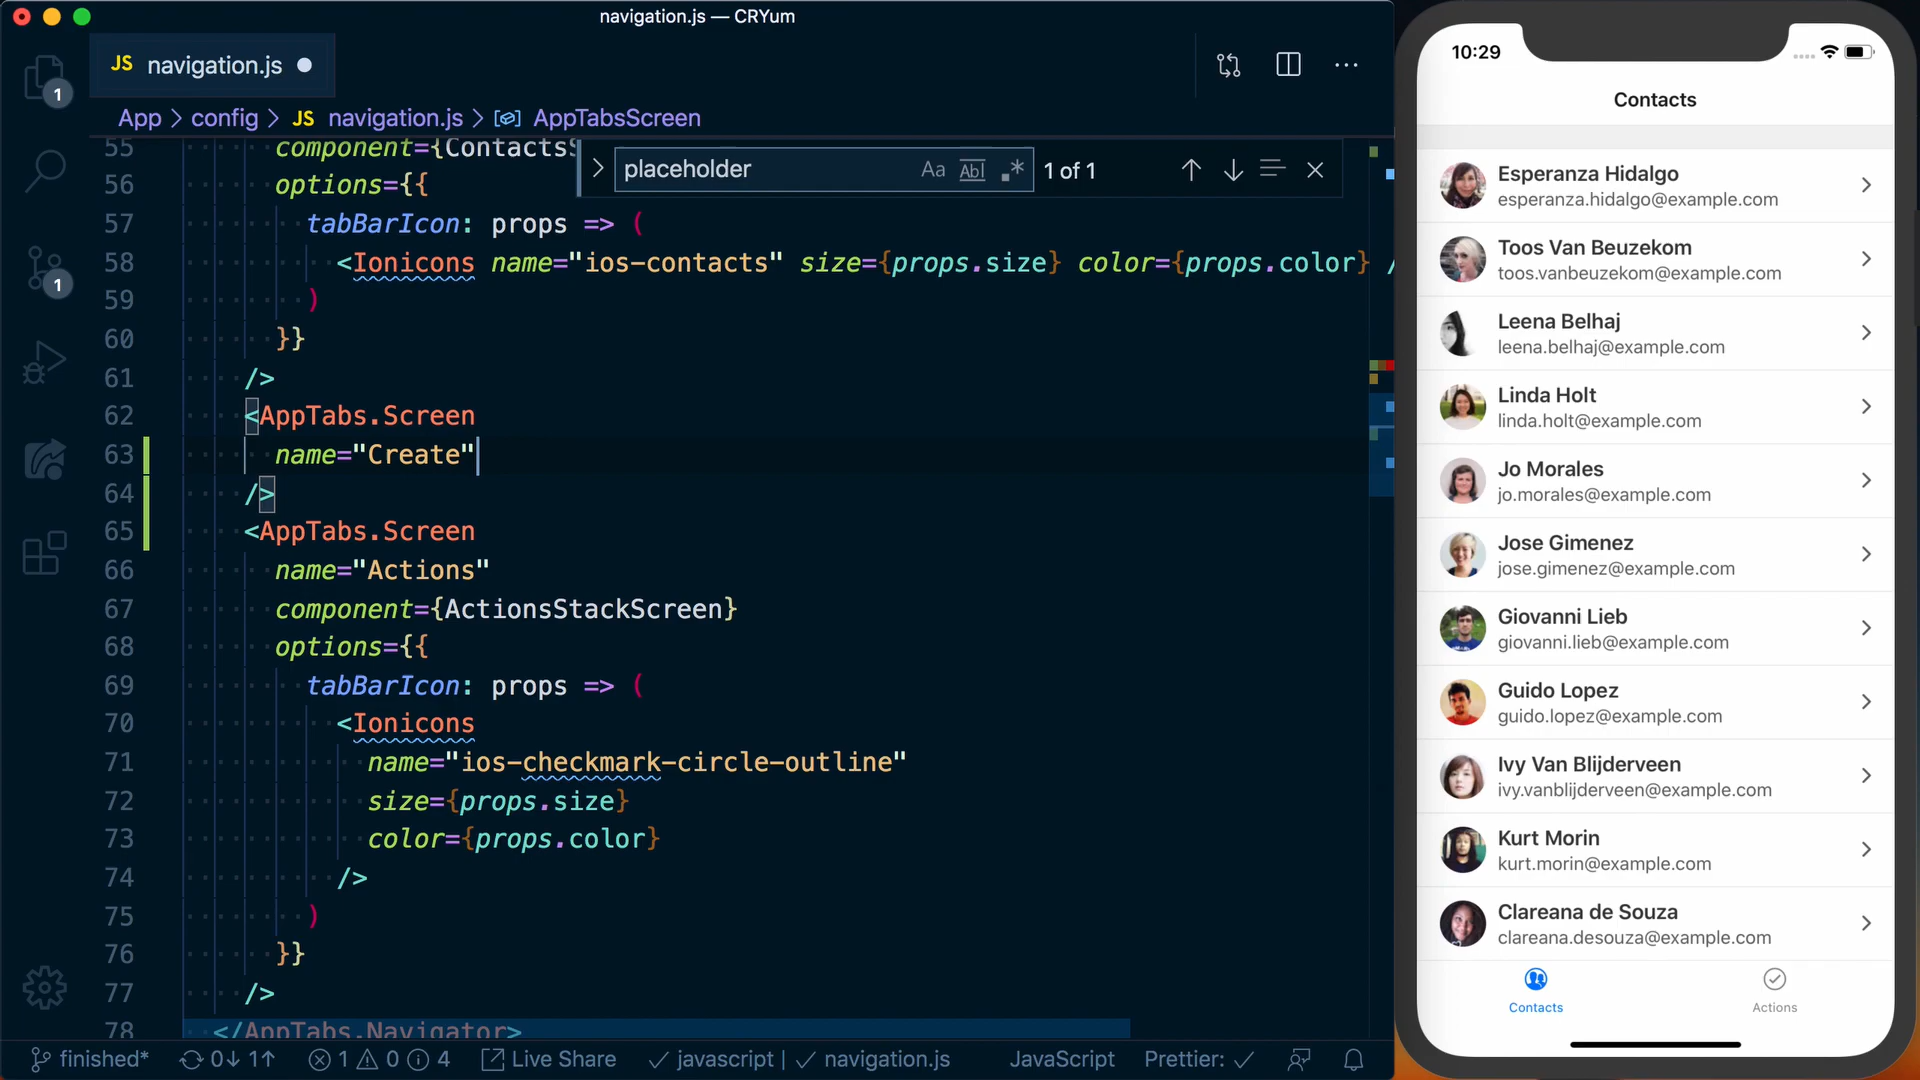 navigation.js — CRYum
JS navigation.js
1
App > config > JS navigation.js > AppTabsScreen
placeholder
Aa Abl .* 1 of 1
55 component={ContactsS
56 options={{
57 tabBarIcon: props => (
58 <Ionicons name="ios-contacts" size={props.size} color={props.color} /
59 )
60 }}
61 />
62 <AppTabs.Screen
63 name="Create"
64 />
65 <AppTabs.Screen
66 name="Actions"
67 component={ActionsStackScreen}
68 options={{
69 tabBarIcon: props => (
70 <Ionicons
71 name="ios-checkmark-circle-outline"
72 size={props.size}
73 color={props.color}
74 />
75 )
76 }}
77 />
78 </AppTabs.Navigator>
1
finished* 0↓ 1↑ 1 0 4 Live Share ✓ javascript | ✓ navigation.js JavaScript Prettier: ✓
10:29
Contacts
Esperanza Hidalgo
esperanza.hidalgo@example.com
Toos Van Beuzekom
toos.vanbeuzekom@example.com
Leena Belhaj
leena.belhaj@example.com
Linda Holt
linda.holt@example.com
Jo Morales
jo.morales@example.com
Jose Gimenez
jose.gimenez@example.com
Giovanni Lieb
giovanni.lieb@example.com
Guido Lopez
guido.lopez@example.com
Ivy Van Blijderveen
ivy.vanblijderveen@example.com
Kurt Morin
kurt.morin@example.com
Clareana de Souza
clareana.desouza@example.com
Contacts
Actions